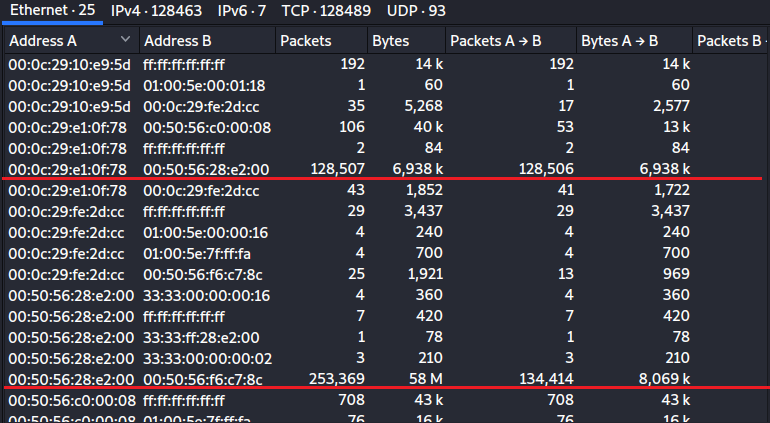 Ethernet · 25 IPv4 · 128463 IPv6 · 7 TCP · 128489 UDP · 93
Address A Address B Packets Bytes Packets A → B Bytes A → B Packets B
00:0c:29:10:e9:5d ff:ff:ff:ff:ff:ff 192 14 k 192 14 k
00:0c:29:10:e9:5d 01:00:5e:00:01:18 1 60 1 60
00:0c:29:10:e9:5d 00:0c:29:fe:2d:cc 35 5,268 17 2,577
00:0c:29:e1:0f:78 00:50:56:c0:00:08 106 40 k 53 13 k
00:0c:29:e1:0f:78 ff:ff:ff:ff:ff:ff 2 84 2 84
00:0c:29:e1:0f:78 00:50:56:28:e2:00 128,507 6,938 k 128,506 6,938 k
00:0c:29:e1:0f:78 00:0c:29:fe:2d:cc 43 1,852 41 1,722
00:0c:29:fe:2d:cc ff:ff:ff:ff:ff:ff 29 3,437 29 3,437
00:0c:29:fe:2d:cc 01:00:5e:00:00:16 4 240 4 240
00:0c:29:fe:2d:cc 01:00:5e:7f:ff:fa 4 700 4 700
00:0c:29:fe:2d:cc 00:50:56:f6:c7:8c 25 1,921 13 969
00:50:56:28:e2:00 33:33:00:00:00:16 4 360 4 360
00:50:56:28:e2:00 ff:ff:ff:ff:ff:ff 7 420 7 420
00:50:56:28:e2:00 33:33:ff:28:e2:00 1 78 1 78
00:50:56:28:e2:00 33:33:00:00:00:02 3 210 3 210
00:50:56:28:e2:00 00:50:56:f6:c7:8c 253,369 58 M 134,414 8,069 k
00:50:56:c0:00:08 ff:ff:ff:ff:ff:ff 708 43 k 708 43 k
00:50:56:c0:00:08 01:00:5e:7f:ff:fa 76 16 k 76 16 k